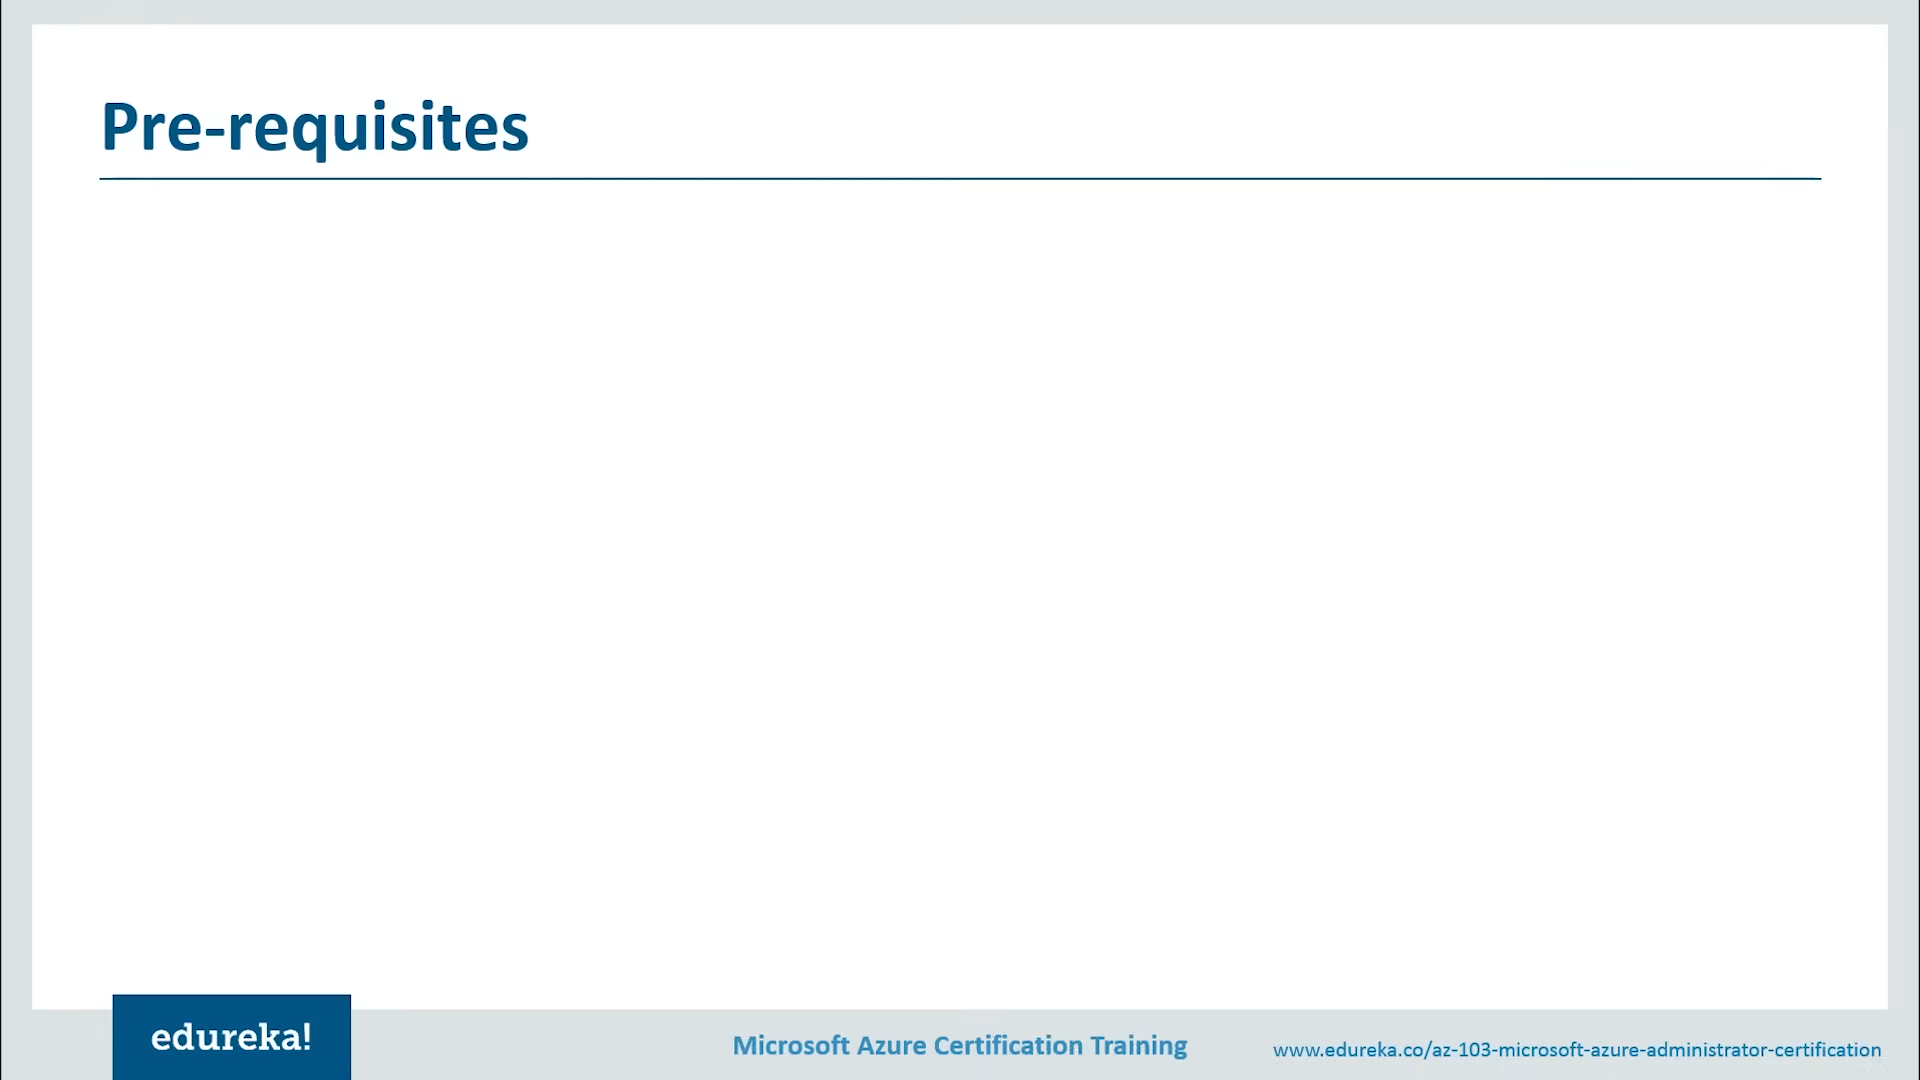 Pre-requisites
edureka!
Microsoft Azure Certification Training
www.edureka.co/az-103-microsoft-azure-administrator-certification